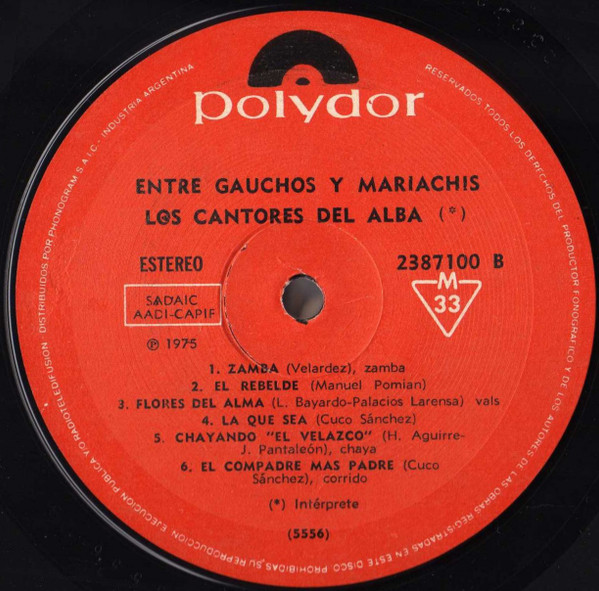 polydor
ENTRE GAUCHOS Y MARIACHIS
LOS CANTORES DEL ALBA (*)
ESTEREO
2387100 B
SADAIC
AADI-CAPIF
M
33
℗ 1975
1. ZAMBA (Velardez), zamba
2. EL REBELDE (Manuel Pomian)
3. FLORES DEL ALMA (L. Bayardo-Palacios Larensa) vals
4. LA QUE SEA (Cuco Sánchez)
5. CHAYANDO "EL VELAZCO" (H. Aguirre-
J. Pantaleón), chaya
6. EL COMPADRE MAS PADRE (Cuco
Sánchez), corrido
(*) Intérprete
(5556)
RESERVADOS TODOS LOS DERECHOS DEL PRODUCTOR FONOGRAFICO Y DE LOS AUTORES DE LAS OBRAS REGISTRADAS EN ESTE DISCO. PROHIBIDAS SU REPRODUCCION, EJECUCION PUBLICA Y/O RADIOTELEDIFUSION - DISTRIBUIDOS POR PHONOGRAM S.A.I.C. - INDUSTRIA ARGENTINA